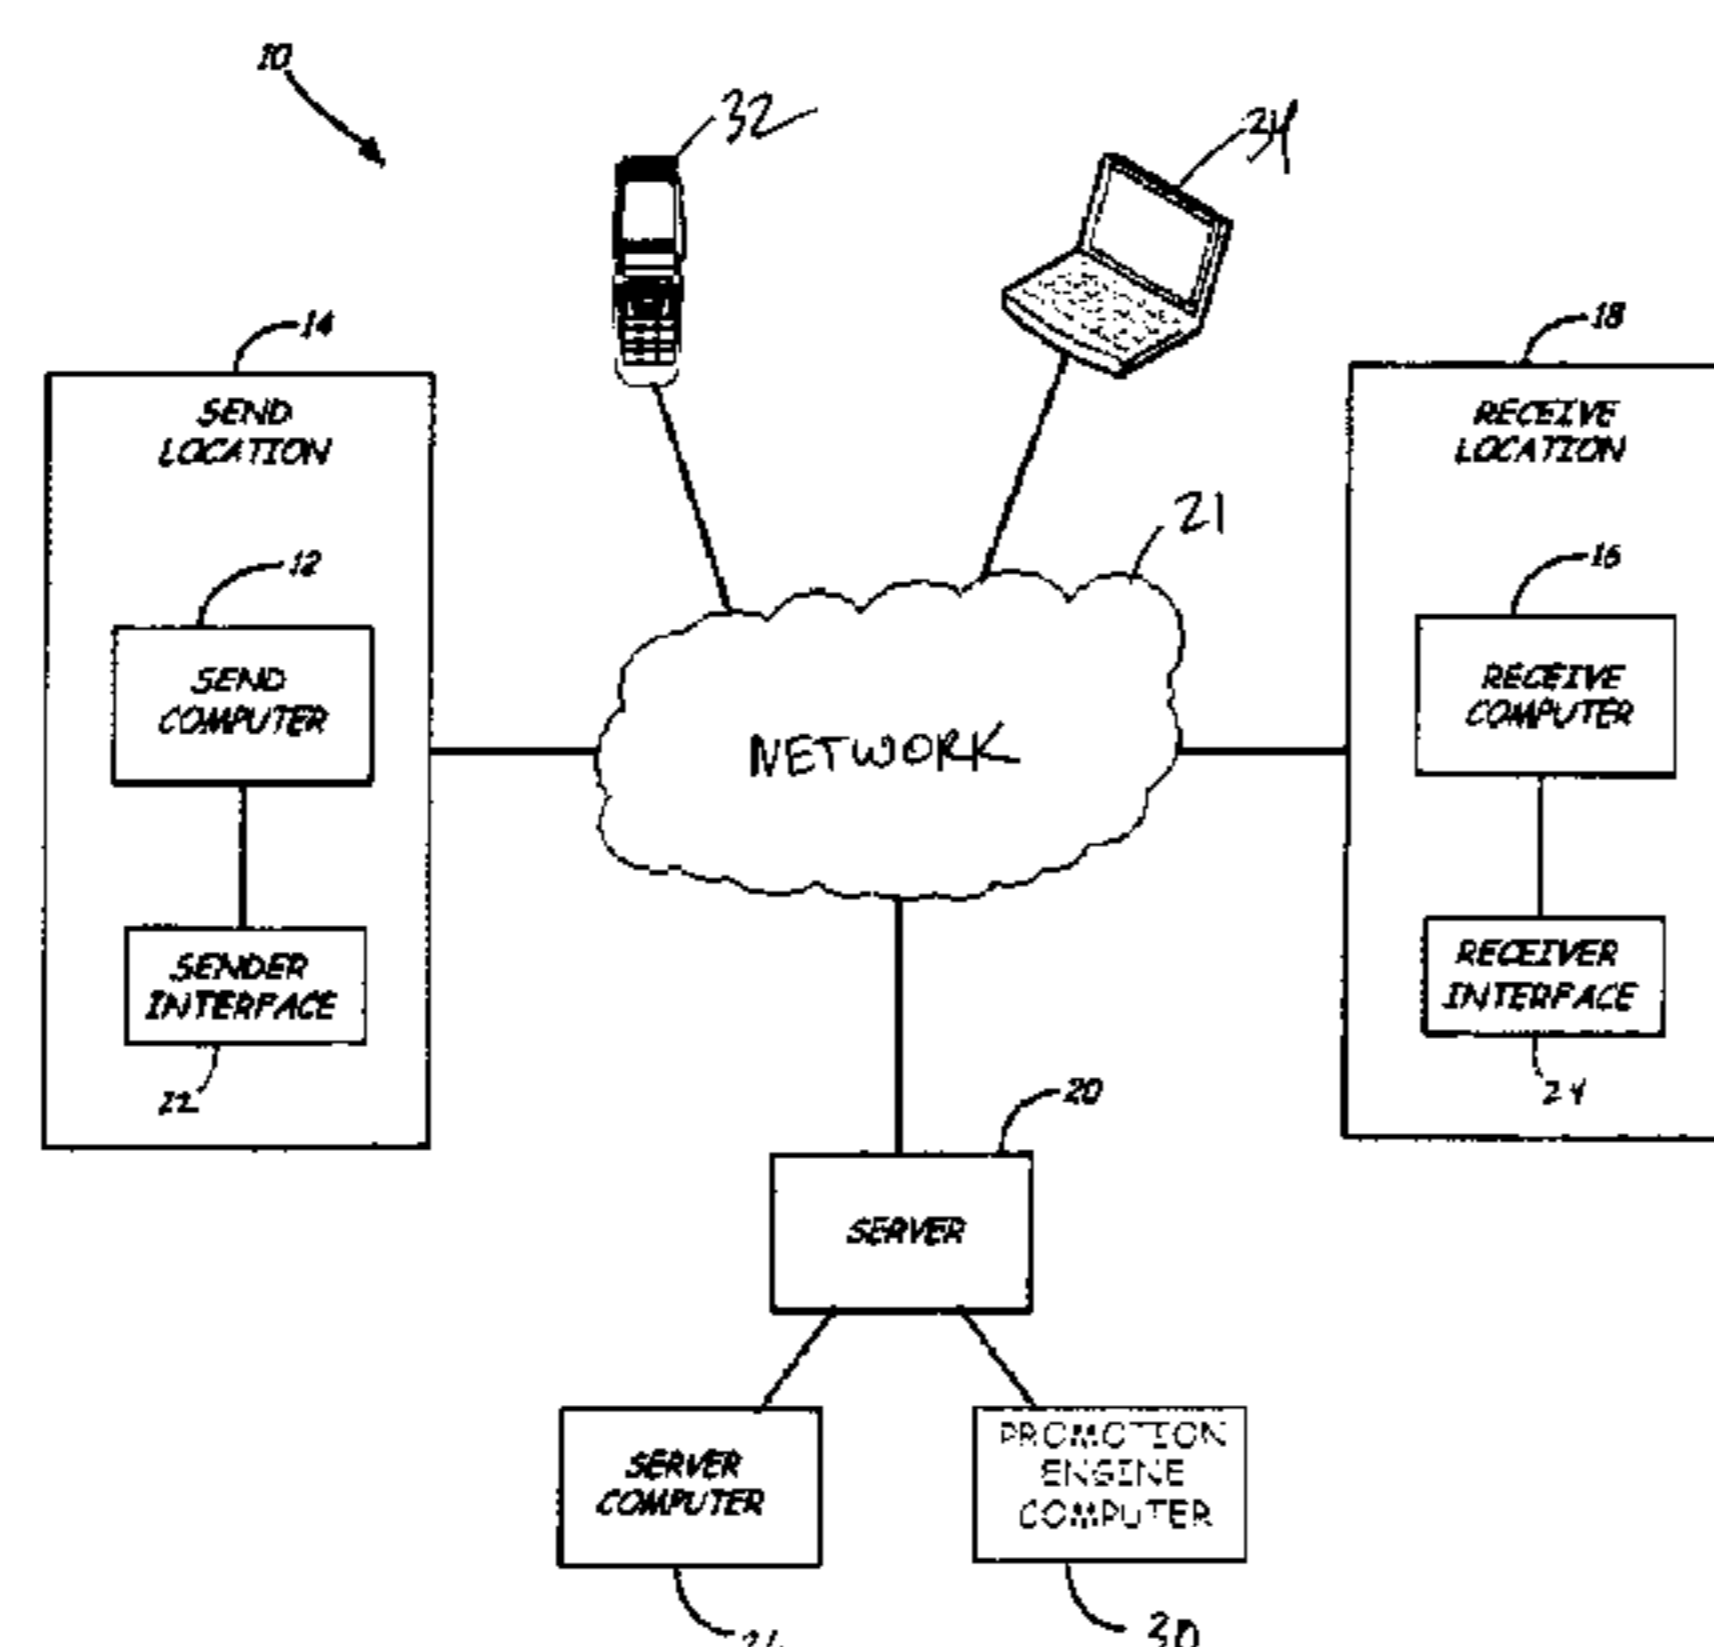 10
32
14
18
SEND
LOCATION
RECEIVE
LOCATION
21
12
16
SEND
COMPUTER
RECEIVE
COMPUTER
NETWORK
SENDER
INTERFACE
RECEIVER
INTERFACE
22
24
20
SERVER
SERVER
COMPUTER
PROMOTION
ENGINE
COMPUTER
30